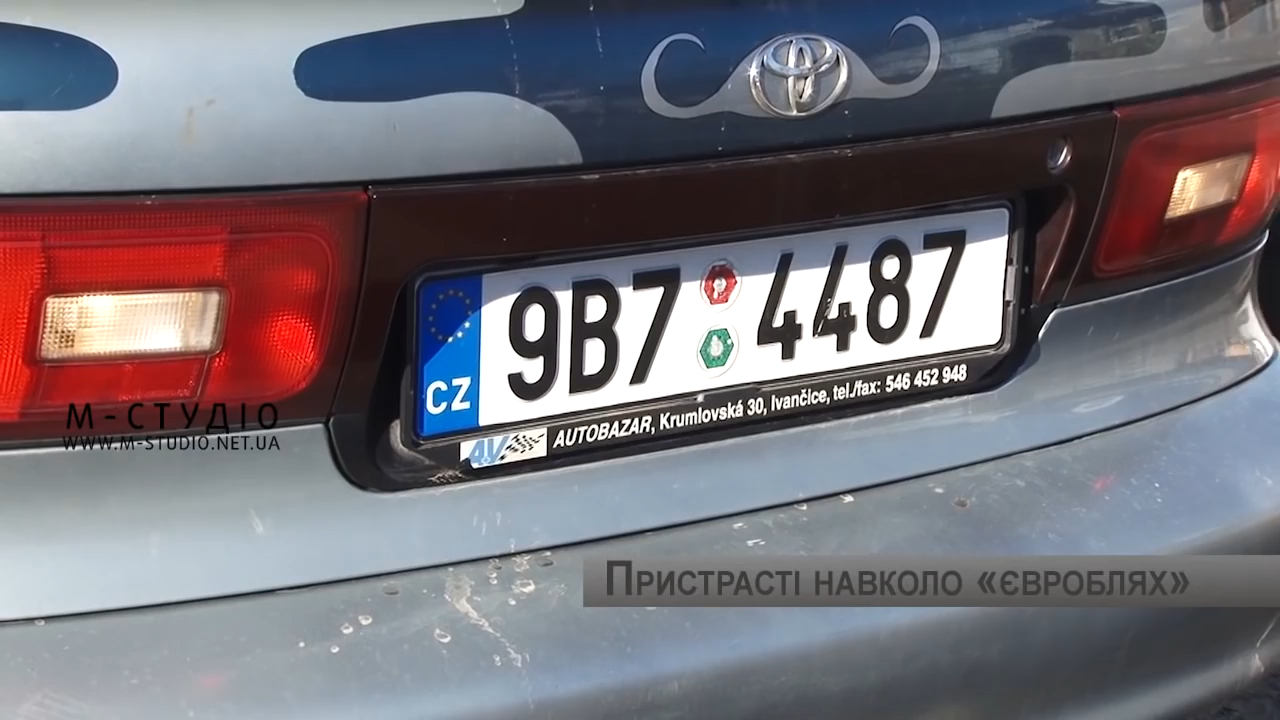 9B7 4487
CZ
AV AUTOBAZAR, Krumlovská 30, Ivančice, tel./fax: 546 452 948
М-СТУДІО
WWW.M-STUDIO.NET.UA
ПРИСТРАСТІ НАВКОЛО «ЄВРОБЛЯХ»